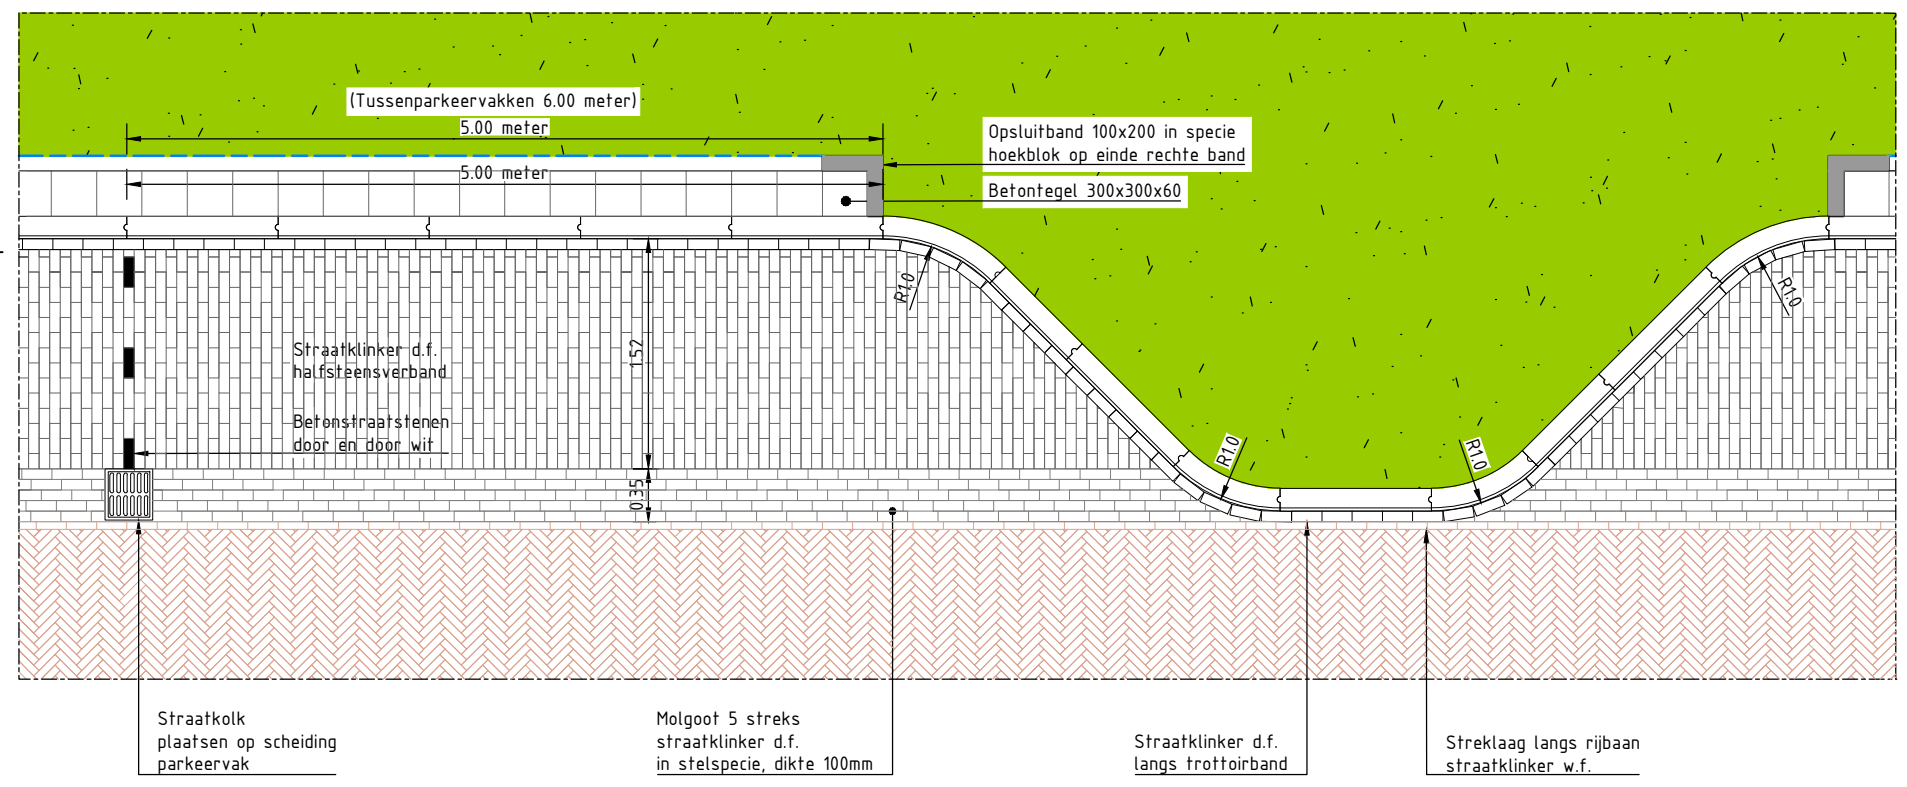 (Tussenparkeervakken 6.00 meter)
5.00 meter
5.00 meter
Opsluitband 100x200 in specie
hoekblok op einde rechte band
Betontegel 300x300x60
R1.0
R1.0
1.52
Straatklinker d.f.
halfsteensverband
Betonstraatstenen
door en door wit
R1.0
R1.0
0.35
Straatkolk
plaatsen op scheiding
parkeervak
Molgoot 5 streks
straatklinker d.f.
in stelspecie, dikte 100mm
Straatklinker d.f.
langs trottoirband
Streklaag langs rijbaan
straatklinker w.f.